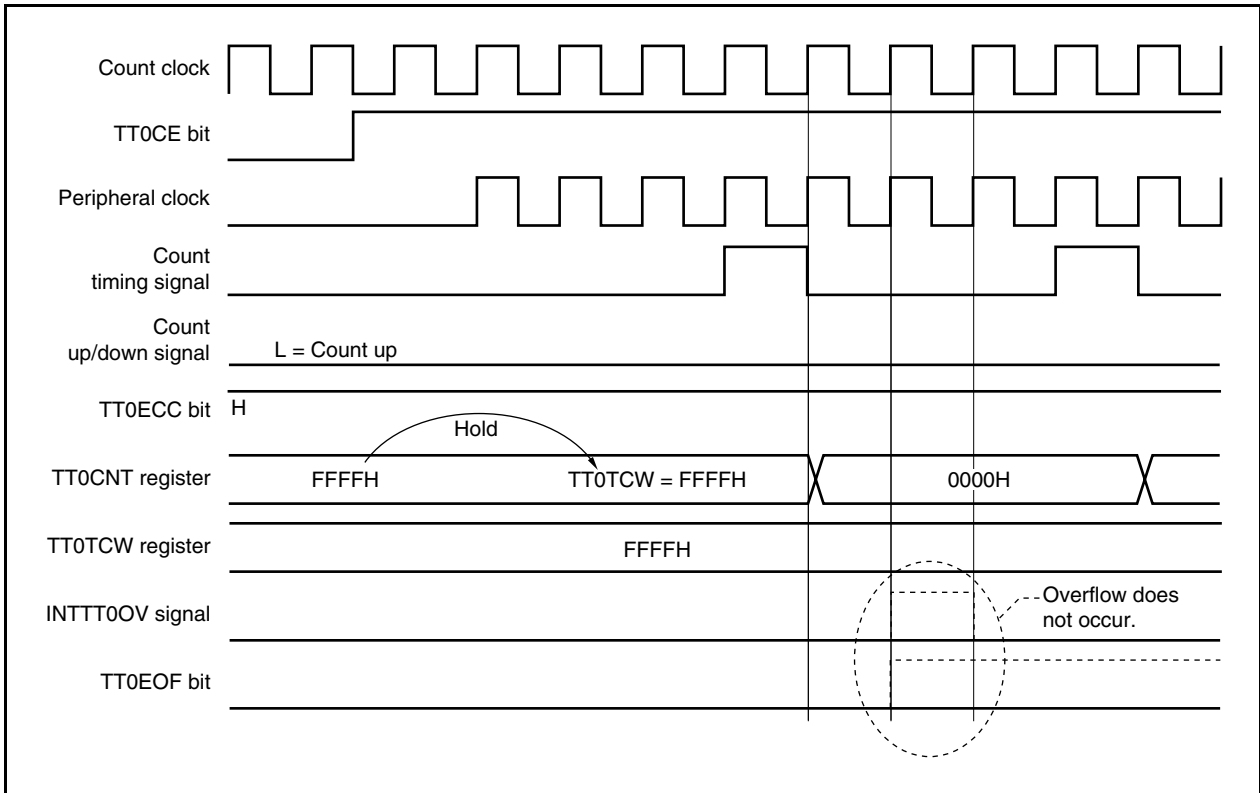 Count clock
TT0CE bit
Peripheral clock
Count
timing signal
Count
up/down signal
L = Count up
TT0ECC bit
H
Hold
TT0CNT register
FFFFH
TT0TCW = FFFFH
0000H
TT0TCW register
FFFFH
INTTT0OV signal
Overflow does
not occur.
TT0EOF bit